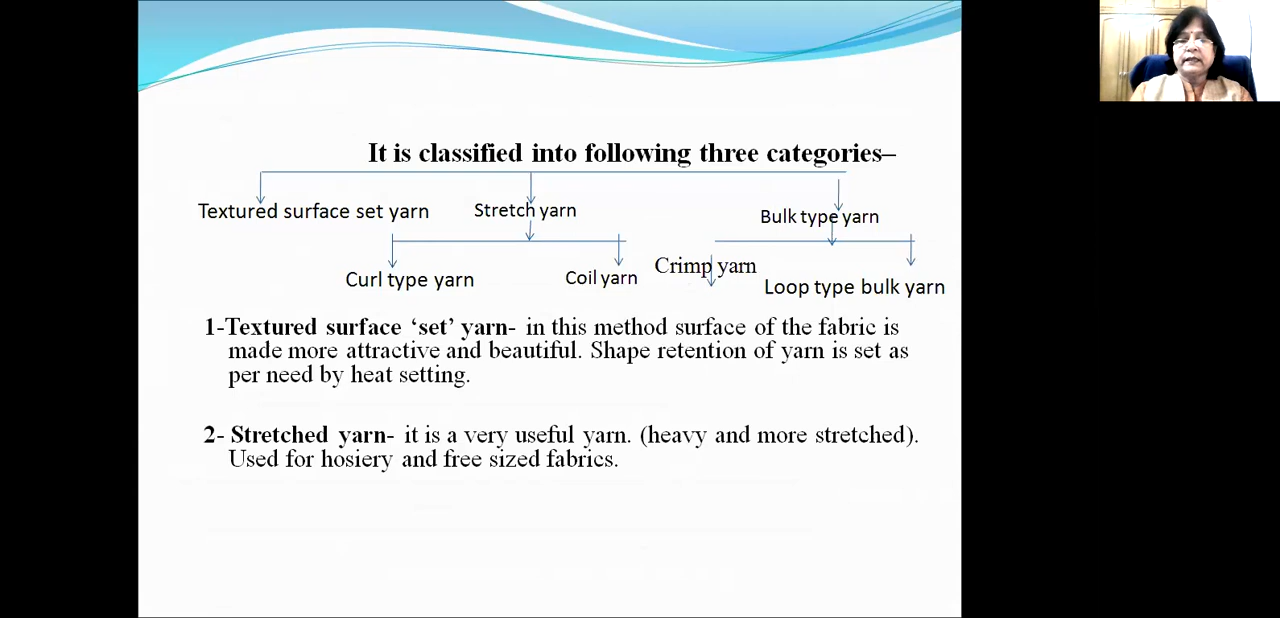 It is classified into following three categories–
Textured surface set yarn Stretch yarn Bulk type yarn
Curl type yarn Coil yarn Crimp yarn Loop type bulk yarn
1-Textured surface ‘set’ yarn- in this method surface of the fabric is
made more attractive and beautiful. Shape retention of yarn is set as
per need by heat setting.
2- Stretched yarn- it is a very useful yarn. (heavy and more stretched).
Used for hosiery and free sized fabrics.